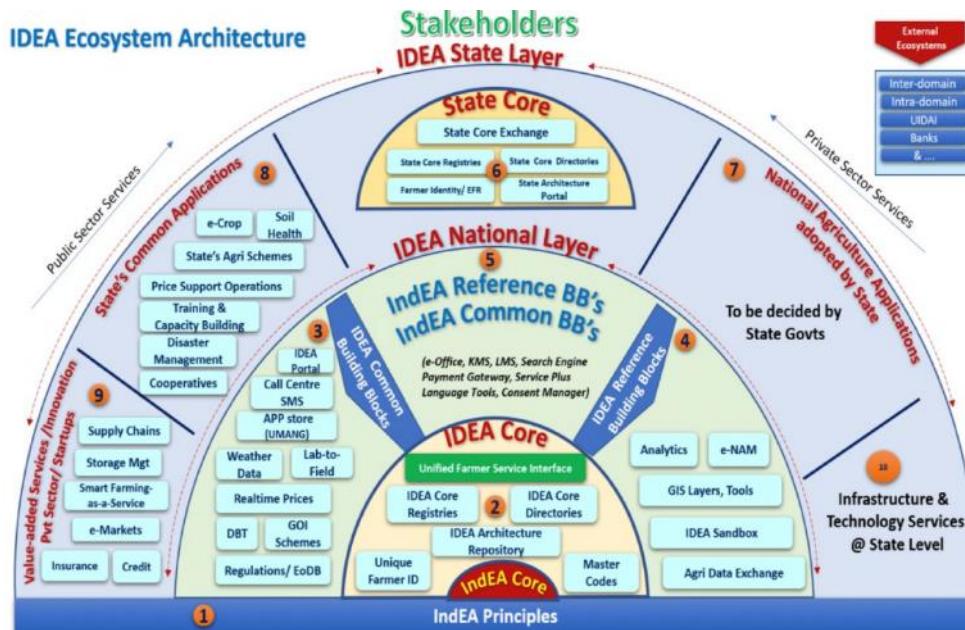 IDEA Ecosystem Architecture
Stakeholders
IDEA State Layer
External
Ecosystems
Inter-domain
Intra-domain
UIDAI
Banks
& ....
Public Sector Services
Private Sector Services
State Core
State Core Exchange
State Core Registries
State Core Directories
6
Farmer Identity/ EFR
State Architecture
Portal
8
State's Common Applications
e-Crop
Soil
Health
State's Agri Schemes
Price Support Operations
Training &
Capacity Building
Disaster
Management
Cooperatives
7
National Agriculture Applications
adopted by State
To be decided by
State Govts
9
Value-added Services /Innovation
Pvt Sector/ Startups
Supply Chains
Storage Mgt
Smart Farming-
as-a-Service
e-Markets
Insurance
Credit
10
Infrastructure &
Technology Services
@ State Level
IDEA National Layer
5
IndEA Reference BB's
IndEA Common BB's
(e-Office, KMS, LMS, Search Engine
Payment Gateway, Service Plus
Language Tools, Consent Manager)
3
IDEA Common
Building Blocks
IDEA
Portal
Call Centre
SMS
APP store
(UMANG)
Weather
Data
Lab-to-
Field
Realtime Prices
DBT
GOI
Schemes
Regulations/ EoDB
4
IDEA Reference
Building Blocks
Analytics
e-NAM
GIS Layers, Tools
IDEA Sandbox
Agri Data Exchange
IDEA Core
Unified Farmer Service Interface
IDEA Core
Registries
2
IDEA Core
Directories
IDEA Architecture
Repository
Unique
Farmer ID
Master
Codes
IndEA Core
1
IndEA Principles